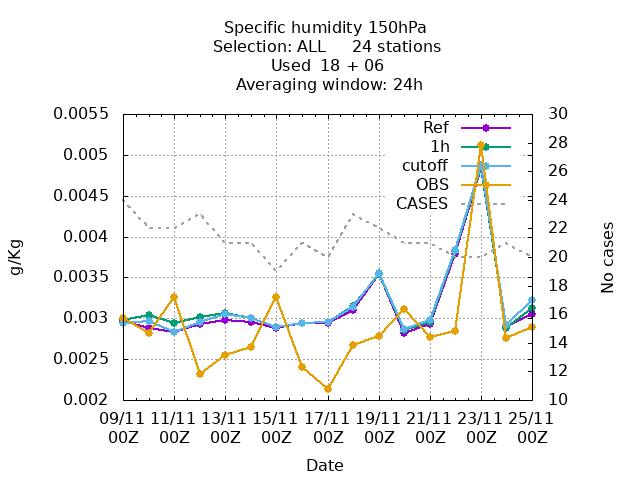 Specific humidity 150hPa
Selection: ALL 24 stations
Used 18 + 06
Averaging window: 24h
g/Kg
0.0055
0.005
0.0045
0.004
0.0035
0.003
0.0025
0.002
Ref
1h
cutoff
OBS
CASES
30
28
26
24
22
20
18
16
14
12
10
No cases
09/11 11/11 13/11 15/11 17/11 19/11 21/11 23/11 25/11
00Z 00Z 00Z 00Z 00Z 00Z 00Z 00Z 00Z
Date